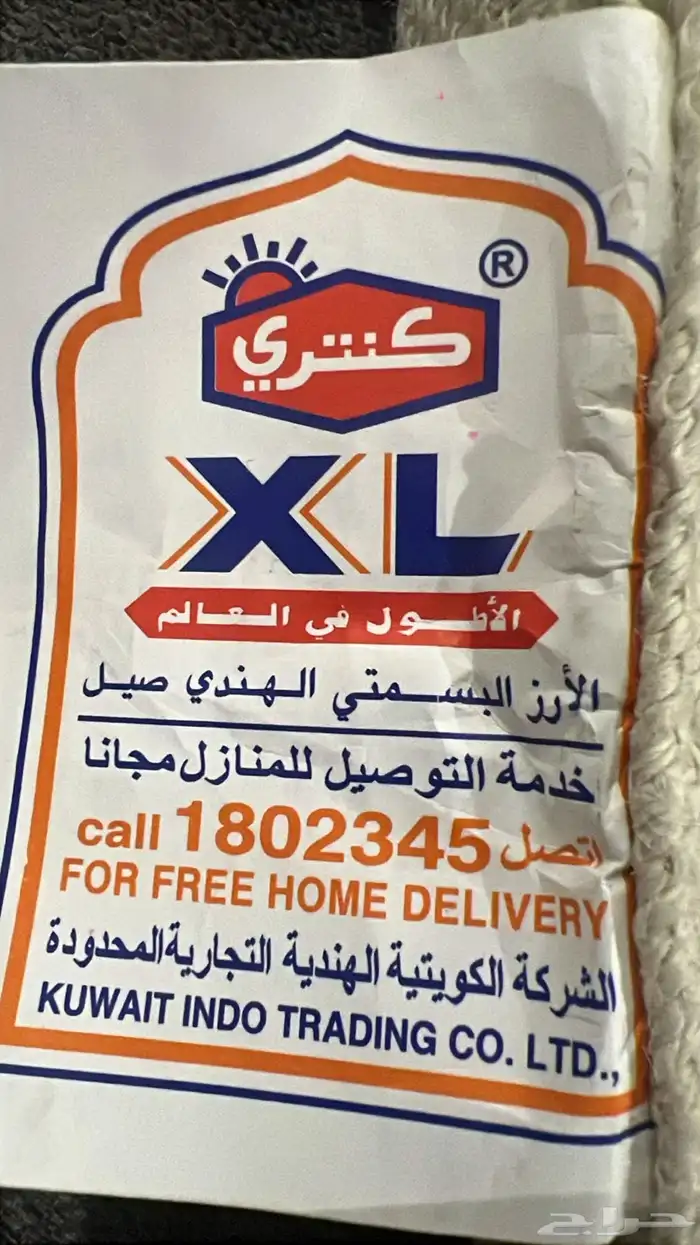 ®
كنتري
XL
الأطول في العالم
الأرز البسمتي الهندي صيل
خدمة التوصيل للمنازل مجانا
call 1802345 اتصل
FOR FREE HOME DELIVERY
الشركة الكويتية الهندية التجارية المحدودة
KUWAIT INDO TRADING CO. LTD.,
حراج